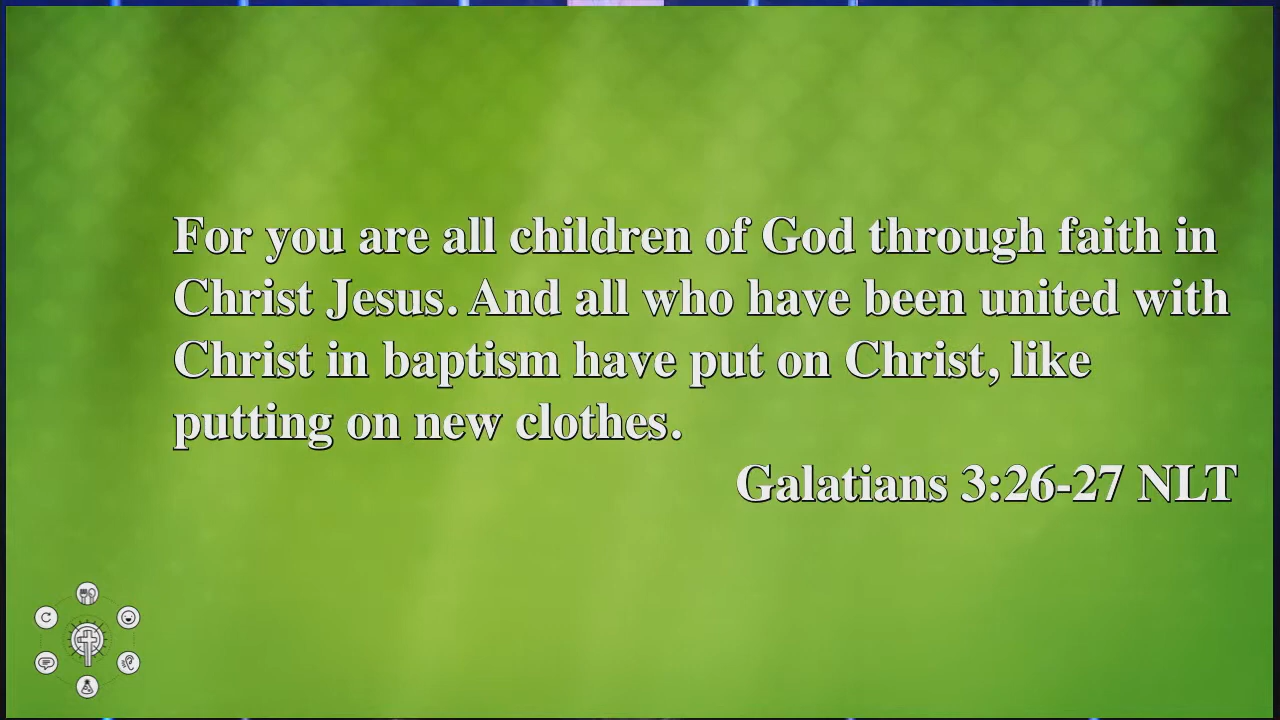 For you are all children of God through faith in
Christ Jesus. And all who have been united with
Christ in baptism have put on Christ, like
putting on new clothes.
Galatians 3:26-27 NLT